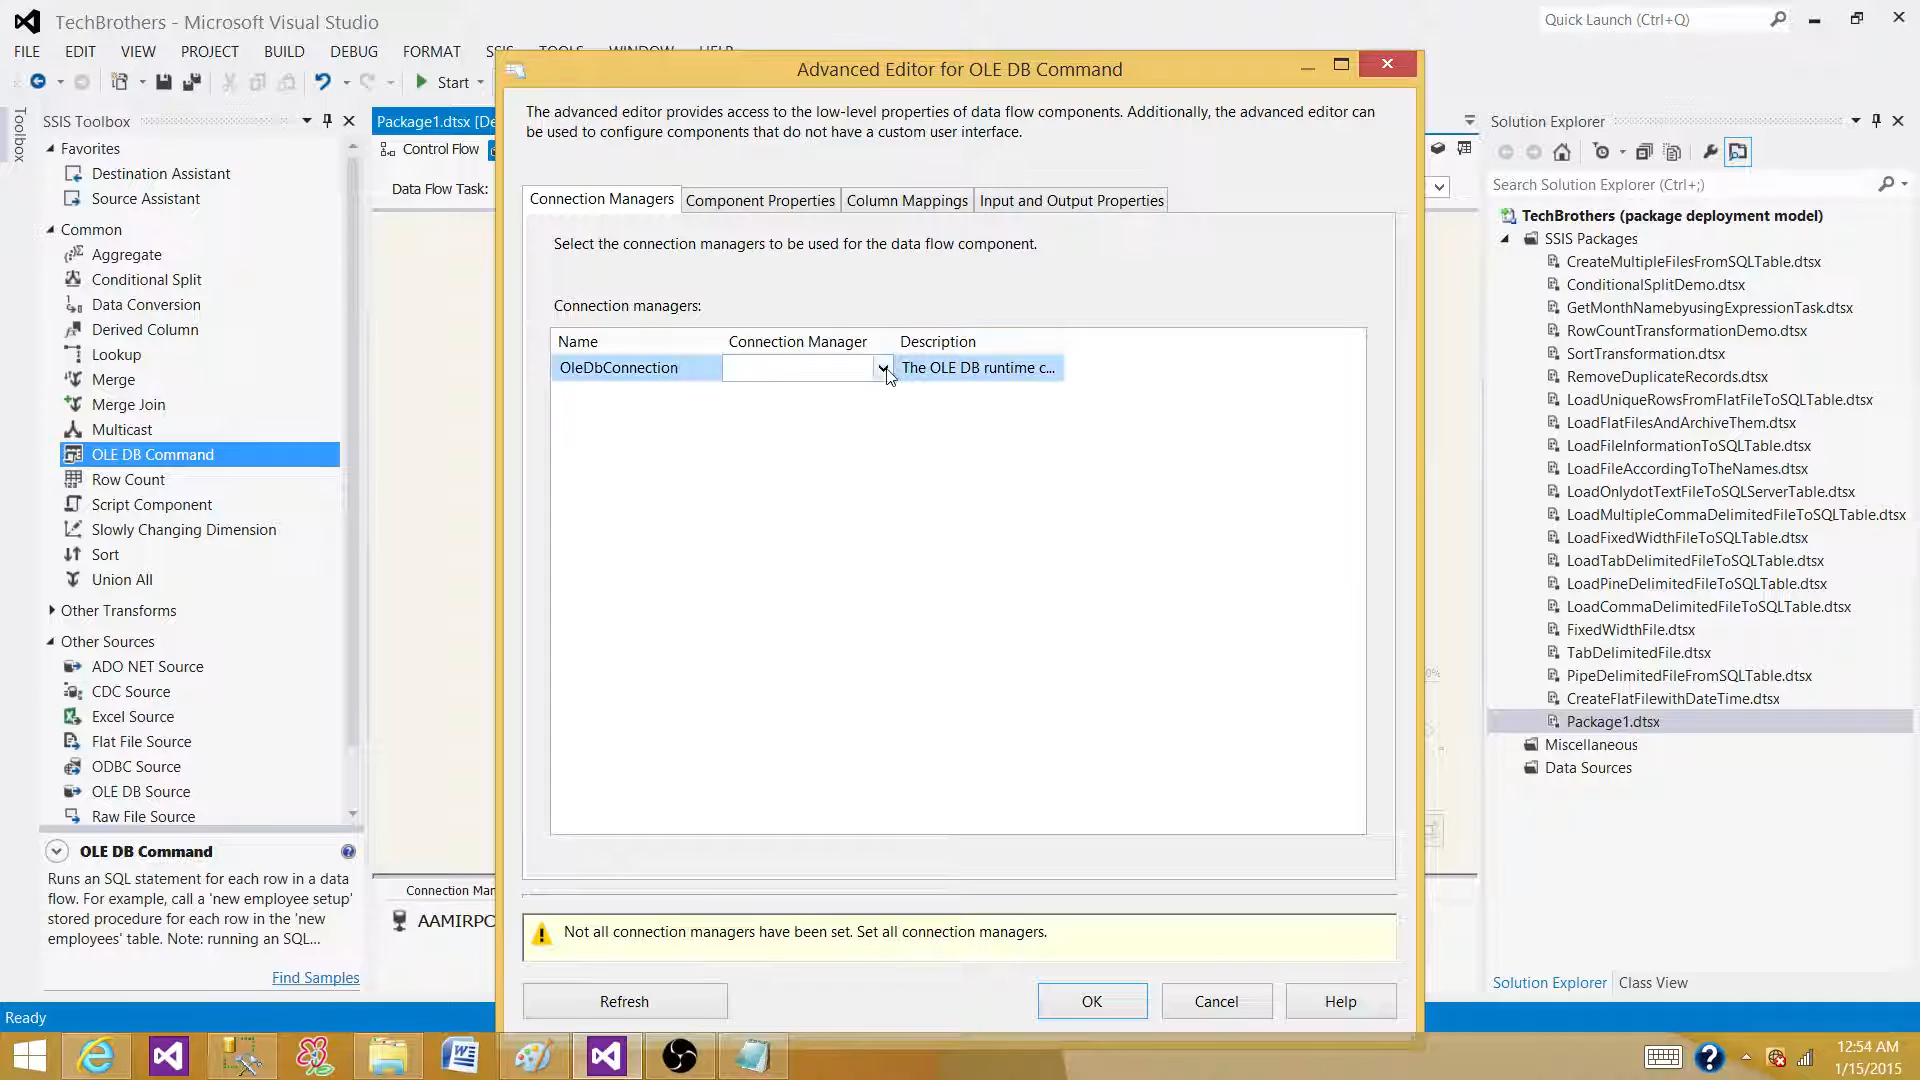 TechBrothers - Microsoft Visual Studio
Quick Launch (Ctrl+Q)
FILE EDIT VIEW PROJECT BUILD DEBUG FORMAT SSIS TOOLS WINDOW HELP
Start
Toolbox
SSIS Toolbox
Favorites
Destination Assistant
Source Assistant
Common
Aggregate
Conditional Split
Data Conversion
Derived Column
Lookup
Merge
Merge Join
Multicast
OLE DB Command
Row Count
Script Component
Slowly Changing Dimension
Sort
Union All
Other Transforms
Other Sources
ADO NET Source
CDC Source
Excel Source
Flat File Source
ODBC Source
OLE DB Source
Raw File Source
OLE DB Command
Runs an SQL statement for each row in a data
flow. For example, call a 'new employee setup'
stored procedure for each row in the 'new
employees' table. Note: running an SQL...
Find Samples
Package1.dtsx [De
Control Flow
Data Flow Task:
Connection Mar
AAMIRPC
Advanced Editor for OLE DB Command
The advanced editor provides access to the low-level properties of data flow components. Additionally, the advanced editor can
be used to configure components that do not have a custom user interface.
Connection Managers Component Properties Column Mappings Input and Output Properties
Select the connection managers to be used for the data flow component.
Connection managers:
Name Connection Manager Description
OleDbConnection The OLE DB runtime c...
Not all connection managers have been set. Set all connection managers.
Refresh OK Cancel Help
Solution Explorer
Search Solution Explorer (Ctrl+;)
TechBrothers (package deployment model)
SSIS Packages
CreateMultipleFilesFromSQLTable.dtsx
ConditionalSplitDemo.dtsx
GetMonthNamebyusingExpressionTask.dtsx
RowCountTransformationDemo.dtsx
SortTransformation.dtsx
RemoveDuplicateRecords.dtsx
LoadUniqueRowsFromFlatFileToSQLTable.dtsx
LoadFlatFilesAndArchiveThem.dtsx
LoadFileInformationToSQLTable.dtsx
LoadFileAccordingToTheNames.dtsx
LoadOnlydotTextFileToSQLServerTable.dtsx
LoadMultipleCommaDelimitedFileToSQLTable.dtsx
LoadFixedWidthFileToSQLTable.dtsx
LoadTabDelimitedFileToSQLTable.dtsx
LoadPineDelimitedFileToSQLTable.dtsx
LoadCommaDelimitedFileToSQLTable.dtsx
FixedWidthFile.dtsx
TabDelimitedFile.dtsx
PipeDelimitedFileFromSQLTable.dtsx
CreateFlatFilewithDateTime.dtsx
Package1.dtsx
Miscellaneous
Data Sources
Solution Explorer Class View
Ready
12:54 AM
1/15/2015